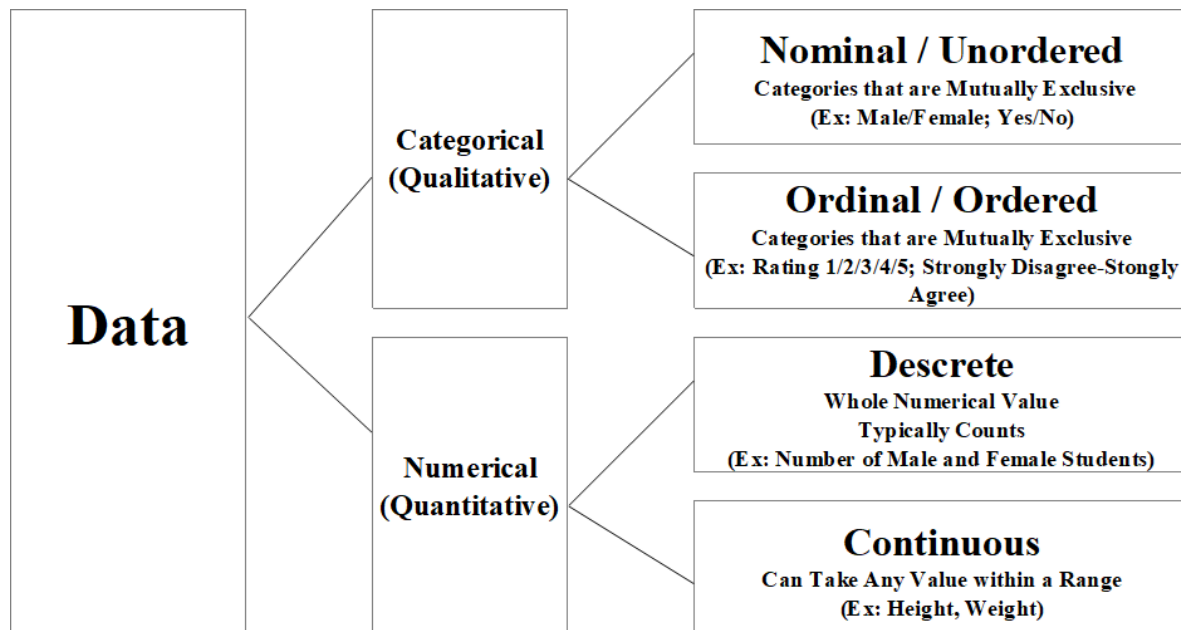 Data
Categorical
(Qualitative)
Numerical
(Quantitative)
Nominal / Unordered
Categories that are Mutually Exclusive
(Ex: Male/Female; Yes/No)
Ordinal / Ordered
Categories that are Mutually Exclusive
(Ex: Rating 1/2/3/4/5; Strongly Disagree-Stongly
Agree)
Descrete
Whole Numerical Value
Typically Counts
(Ex: Number of Male and Female Students)
Continuous
Can Take Any Value within a Range
(Ex: Height, Weight)